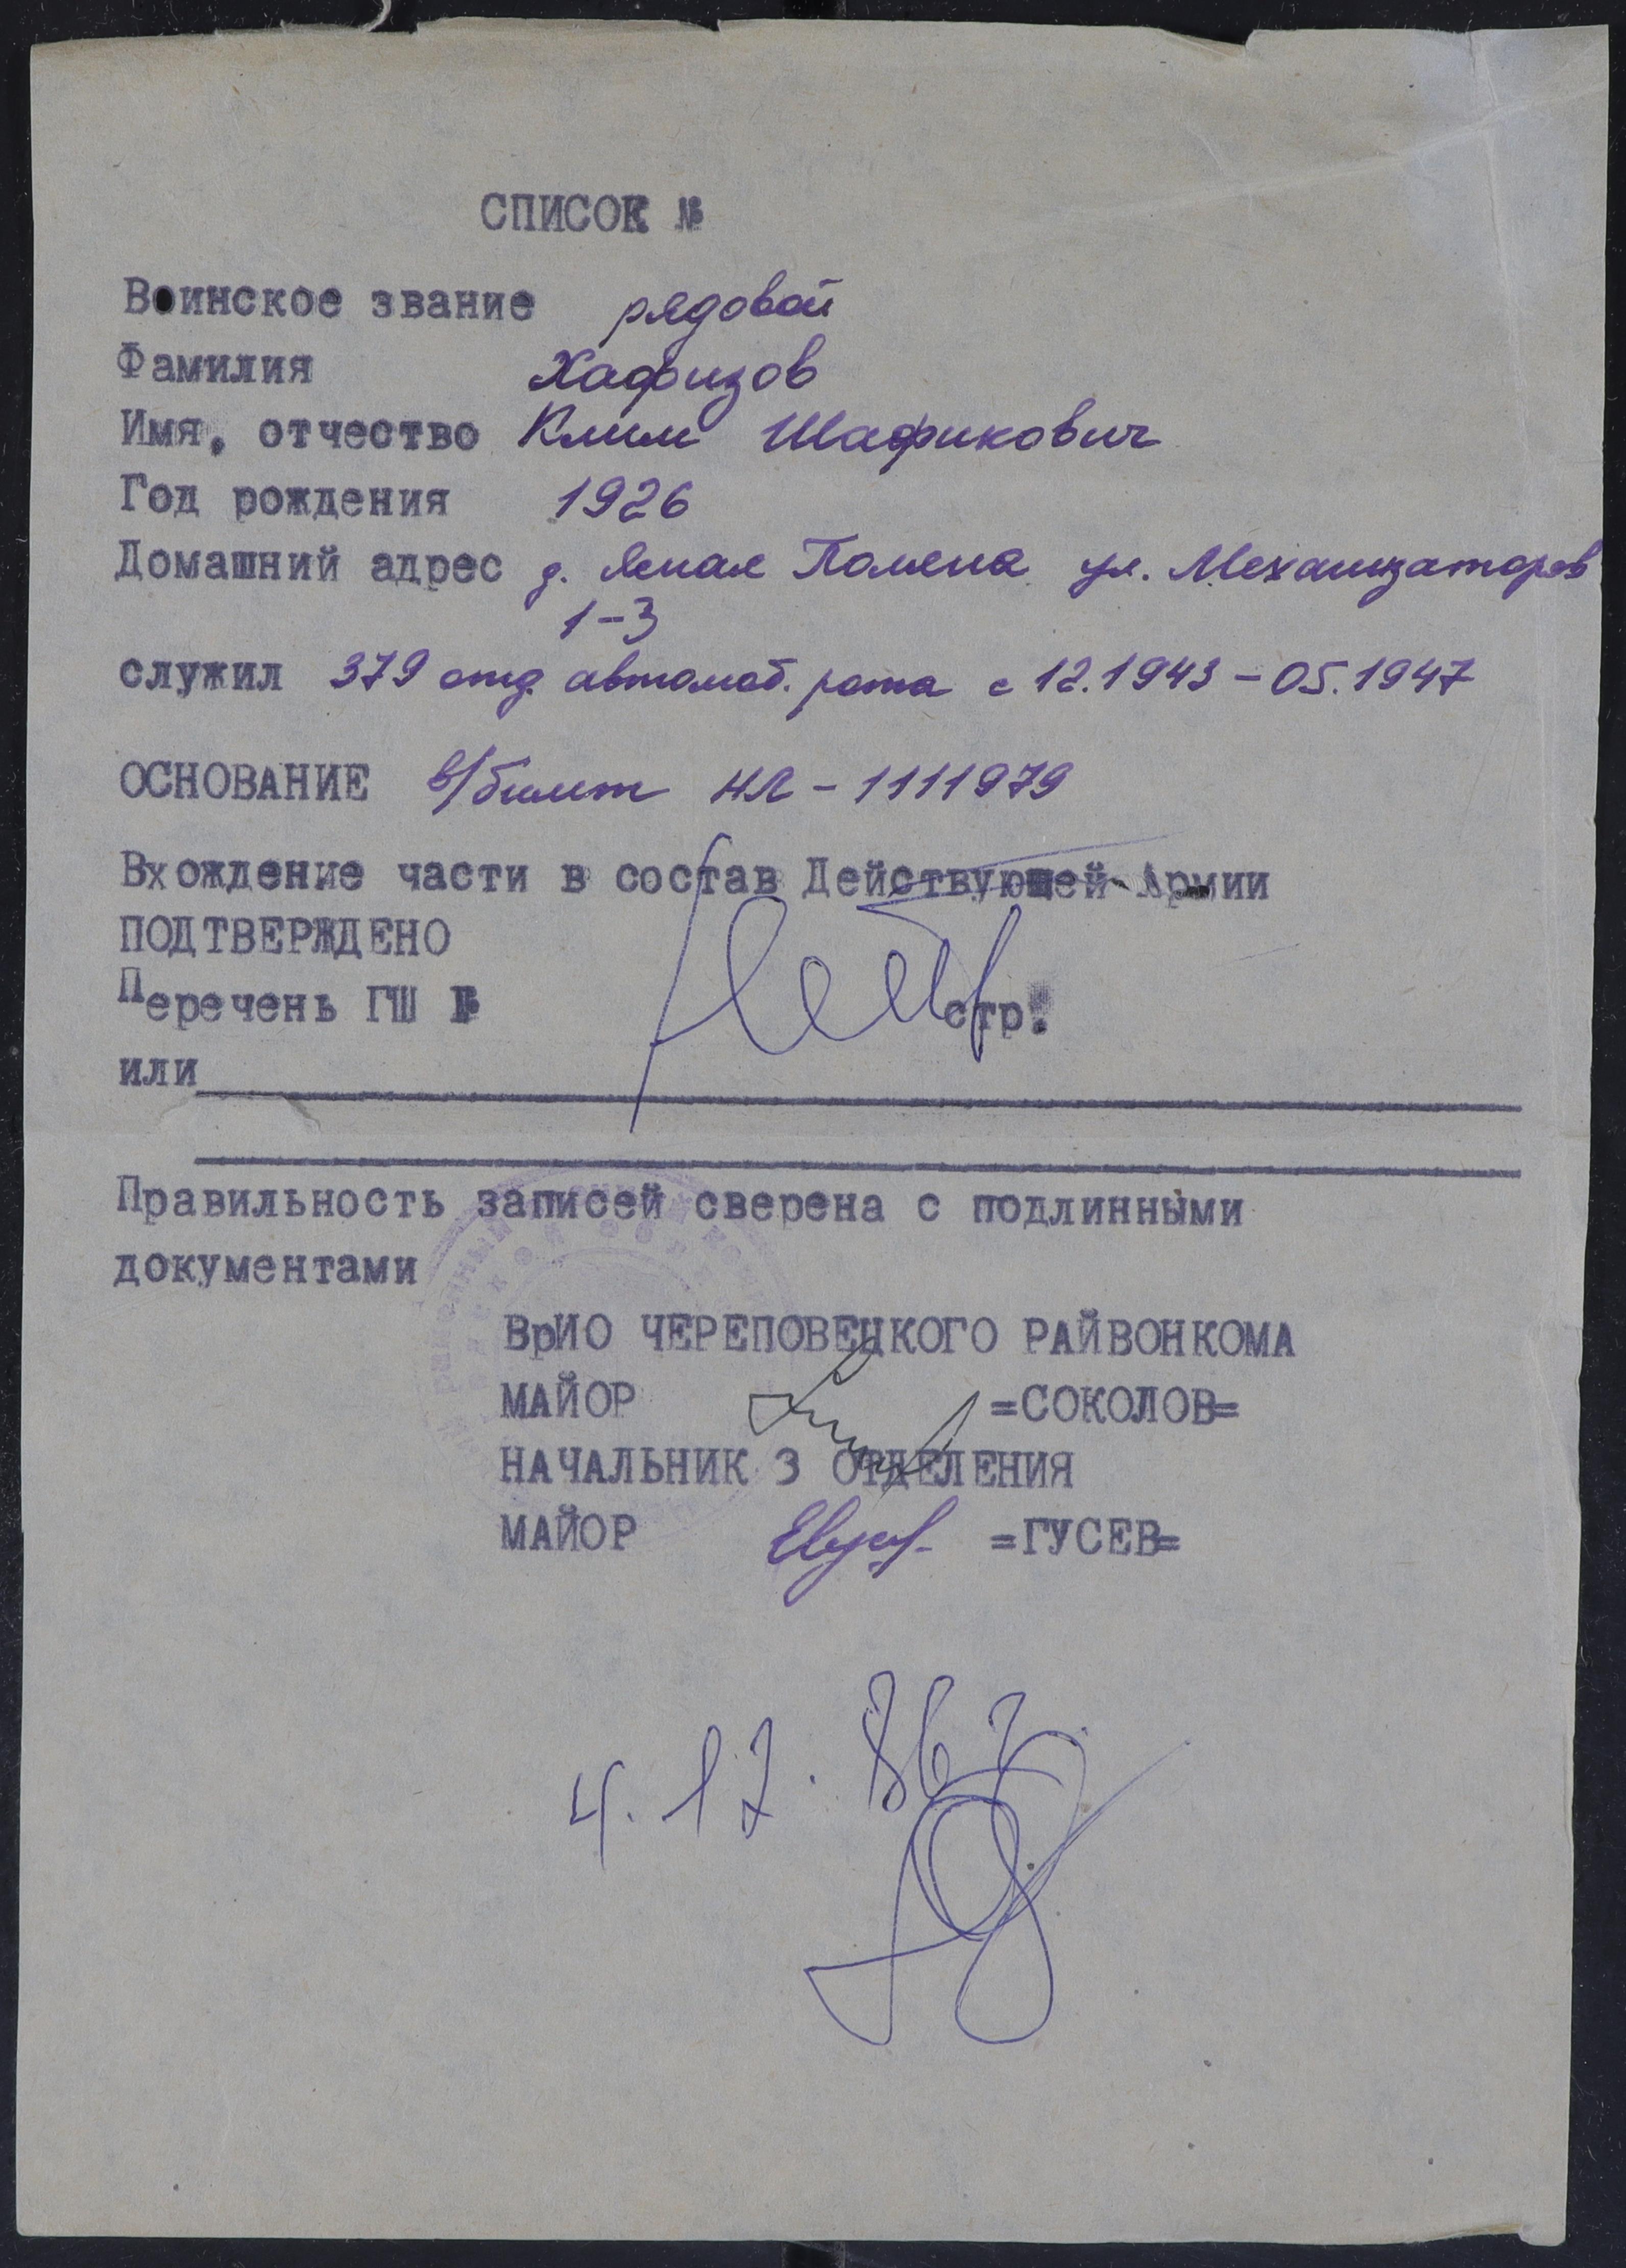 СПИСОК №
Воинское звание рядовой
Фамилия Хафизов
Имя, отчество Клим Шафикович
Год рождения 1926
Домашний адрес д. Ясная Поляна ул. Механизаторов
1-3
служил 379 отд. автомоб. рота с 12.1943 – 05.1947
ОСНОВАНИЕ в/билет НЛ – 1111979
Вхождение части в состав Действующей Армии
ПОДТВЕРЖДЕНО
Перечень ГШ № стр.
или
Правильность записей сверена с подлинными
документами
ВрИО ЧЕРЕПОВЕЦКОГО РАЙВОНКОМА
МАЙОР =СОКОЛОВ=
НАЧАЛЬНИК 3 ОТДЕЛЕНИЯ
МАЙОР =ГУСЕВ=
4.12.86г